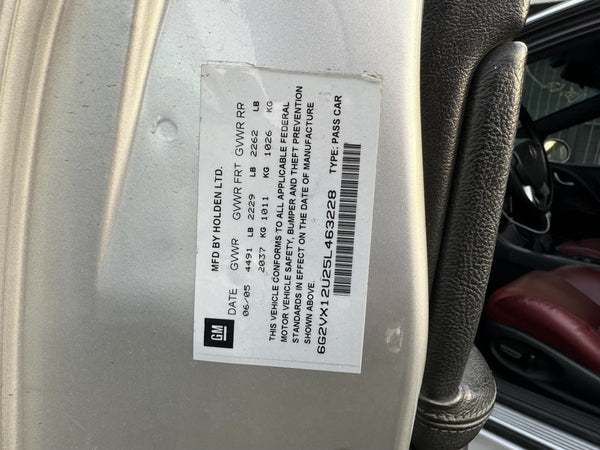 GM
MFD BY HOLDEN LTD.
DATE GVWR GVWR FRT GVWR RR
06/05 4491 LB 2229 LB 2262 LB
2037 KG 1011 KG 1026 KG
THIS VEHICLE CONFORMS TO ALL APPLICABLE FEDERAL
MOTOR VEHICLE SAFETY, BUMPER AND THEFT PREVENTION
STANDARDS IN EFFECT ON THE DATE OF MANUFACTURE
SHOWN ABOVE.
6G2VX12U25L463228 TYPE: PASS CAR